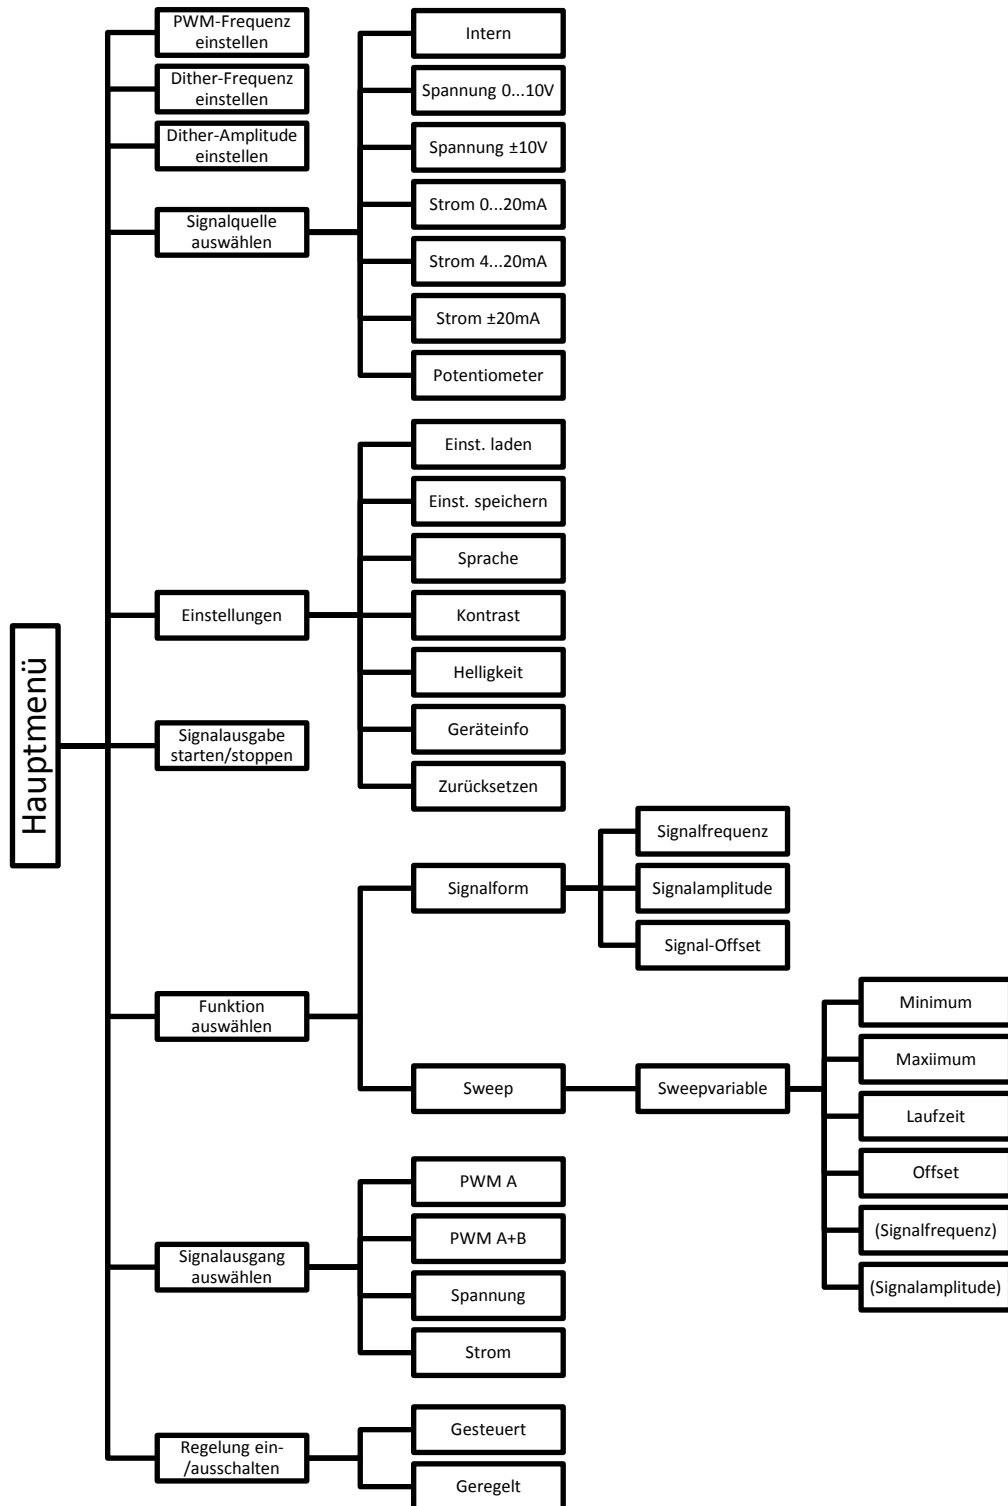 Hauptmenü
PWM-Frequenz
einstellen
Dither-Frequenz
einstellen
Dither-Amplitude
einstellen
Signalquelle
auswählen
Intern
Spannung 0...10V
Spannung ±10V
Strom 0...20mA
Strom 4...20mA
Strom ±20mA
Potentiometer
Einstellungen
Einst. laden
Einst. speichern
Sprache
Kontrast
Helligkeit
Geräteinfo
Zurücksetzen
Signalausgabe
starten/stoppen
Funktion
auswählen
Signalform
Signalfrequenz
Signalamplitude
Signal-Offset
Sweep
Sweepvariable
Minimum
Maxiimum
Laufzeit
Offset
(Signalfrequenz)
(Signalamplitude)
Signalausgang
auswählen
PWM A
PWM A+B
Spannung
Strom
Regelung ein-
/ausschalten
Gesteuert
Geregelt